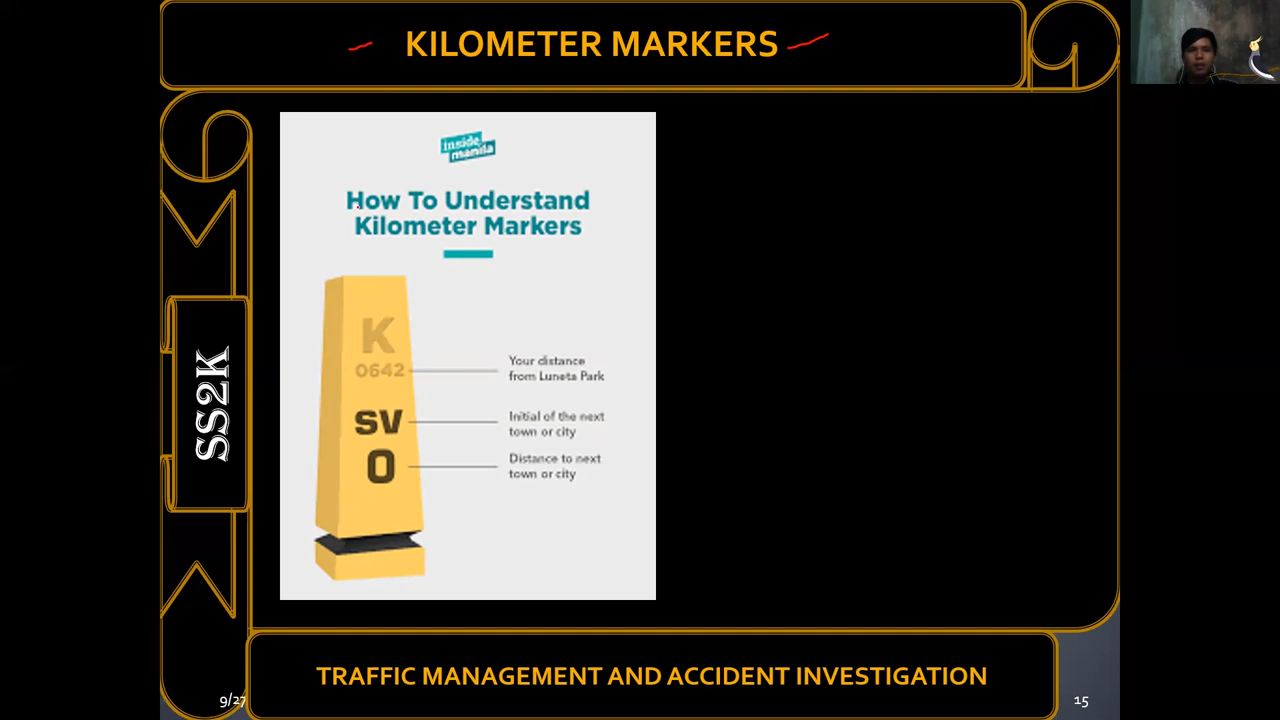 KILOMETER MARKERS
inside
manila
How To Understand
Kilometer Markers
K
0642
Your distance
from Luneta Park
SV
Initial of the next
town or city
0
Distance to next
town or city
SS2K
TRAFFIC MANAGEMENT AND ACCIDENT INVESTIGATION
9/27
15